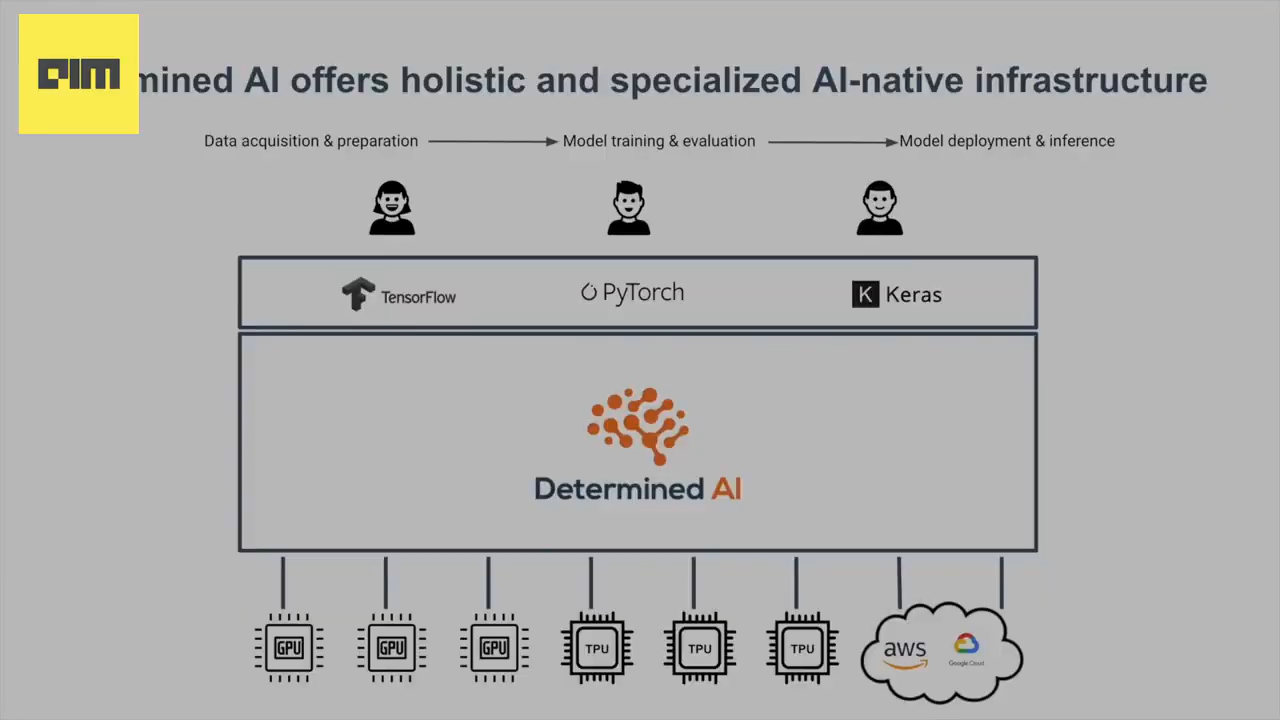 AIM
mined AI offers holistic and specialized AI-native infrastructure
Data acquisition & preparation
Model training & evaluation
Model deployment & inference
TensorFlow
PyTorch
K Keras
Determined AI
GPU
GPU
GPU
TPU
TPU
TPU
aws
Google Cloud